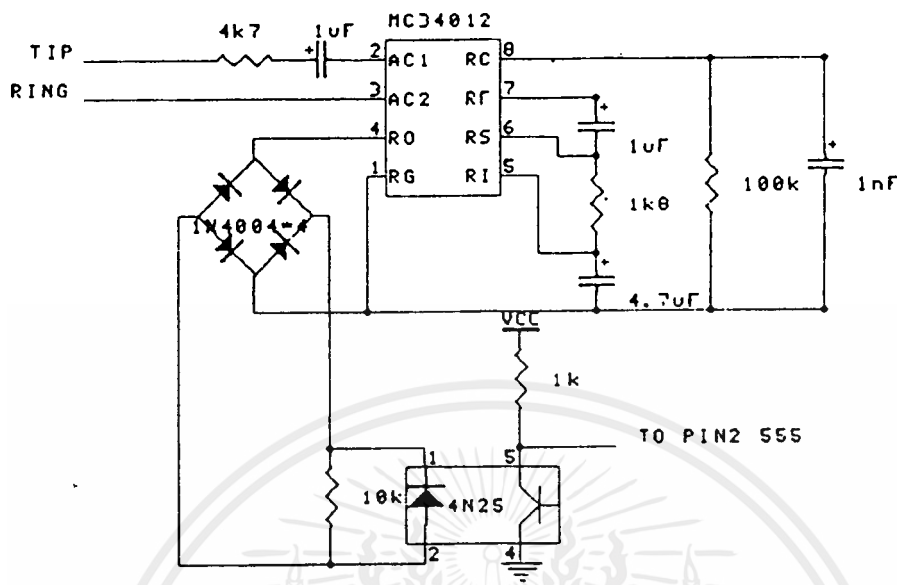 MC34012
4k7
1uF
TIP
2
AC1
RC
8
RING
3
AC2
RF
7
4
RO
RS
6
1
RG
RI
5
1uF
1k8
100k
1nF
1N4004-4
4.7uF
VCC
1k
TO PIN2 555
1
5
10k
4N25
2
4